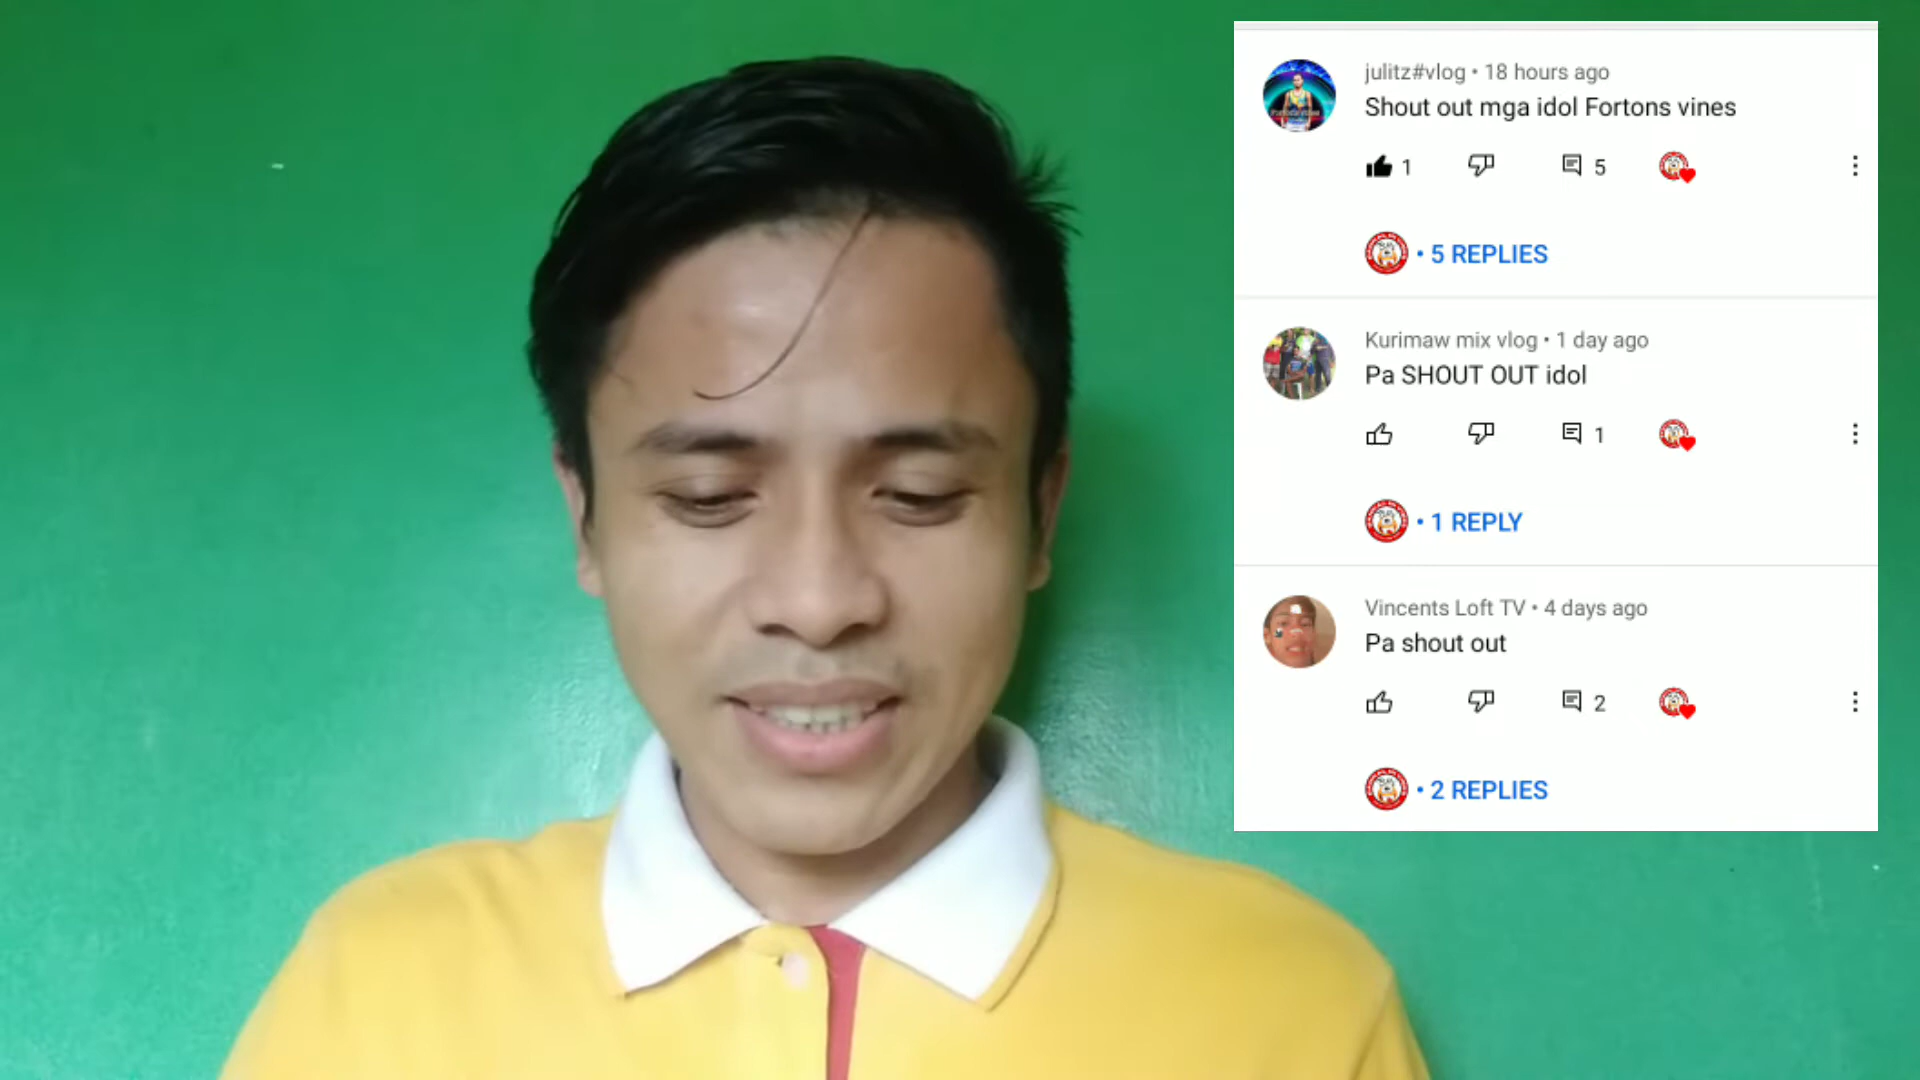 julitz#vlog • 18 hours ago
Shout out mga idol Fortons vines
1
5
• 5 REPLIES
Kurimaw mix vlog • 1 day ago
Pa SHOUT OUT idol
1
• 1 REPLY
Vincents Loft TV • 4 days ago
Pa shout out
2
• 2 REPLIES